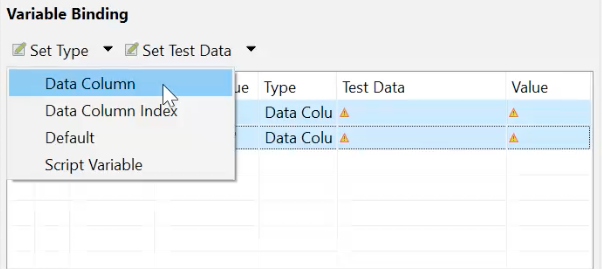 Variable Binding
Set Type Set Test Data
Data Column ue Type Test Data Value
Data Column Index Data Colu
Default Data Colu
Script Variable